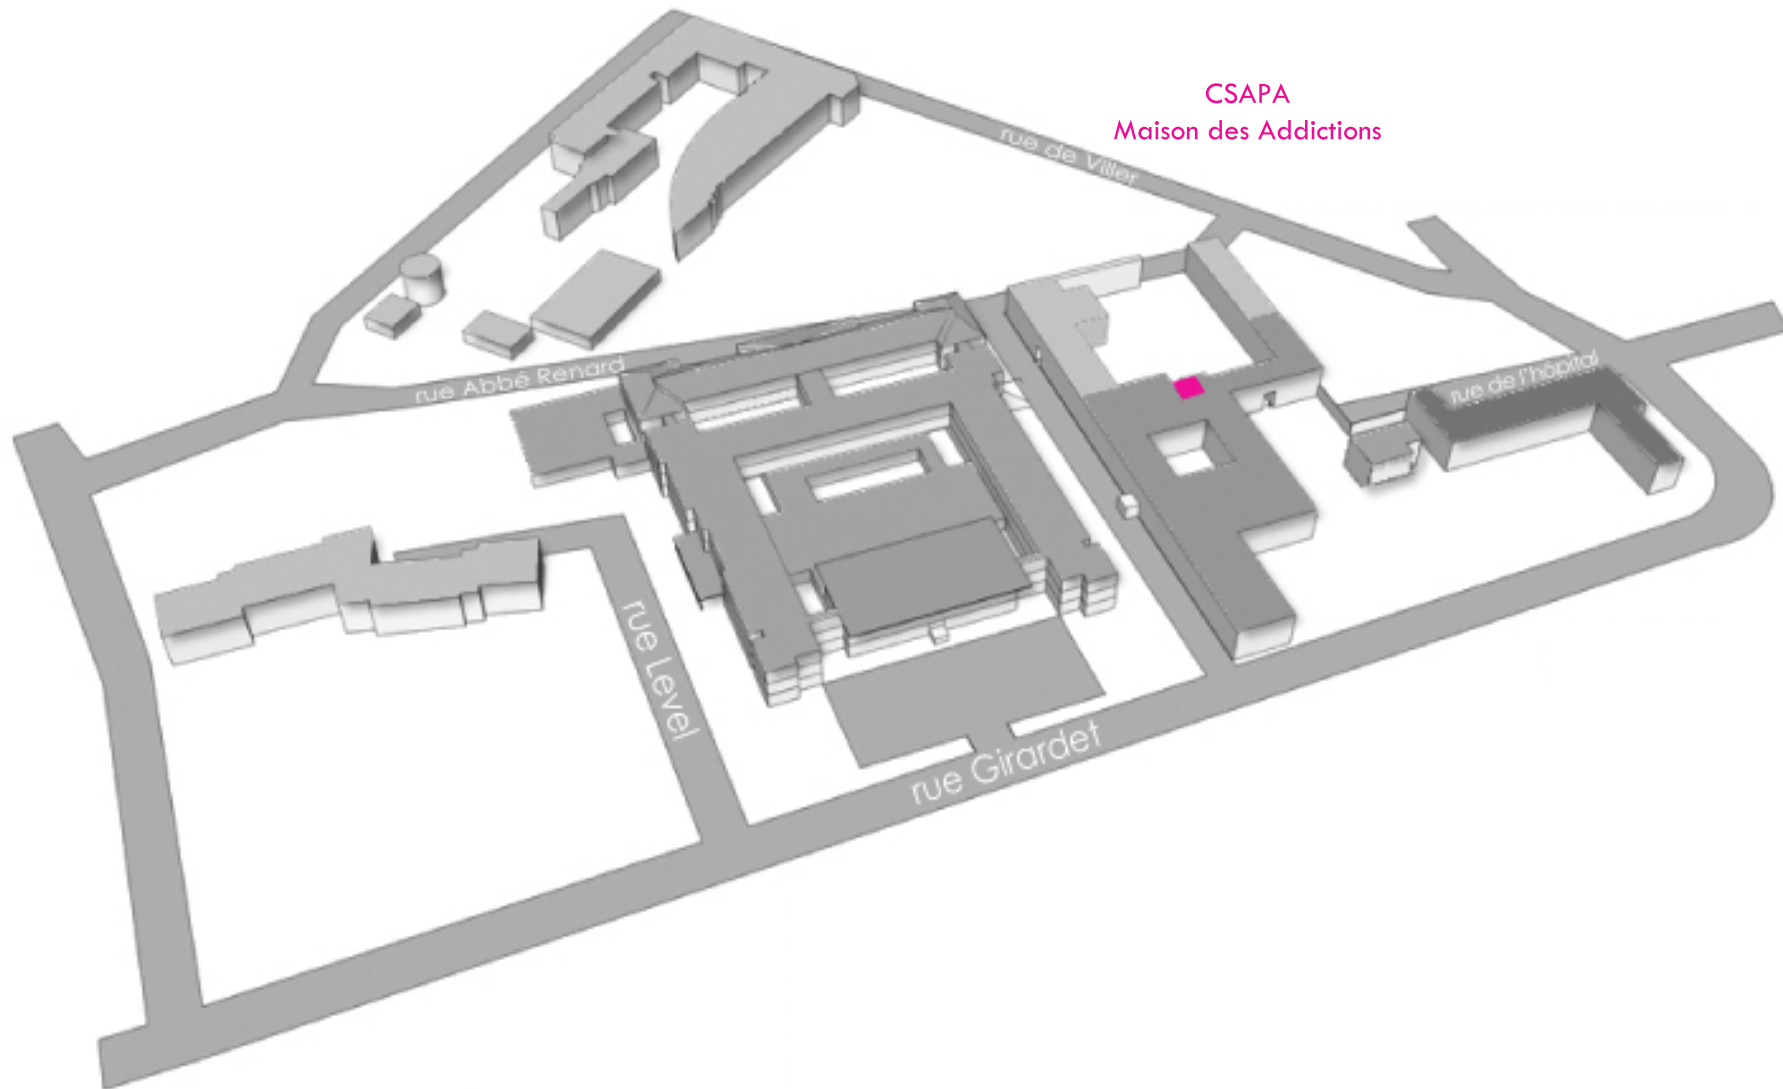 CSAPA
Maison des Addictions
rue de Viller
rue Abbé Renard
rue de l'hôpital
rue Level
rue Girardet